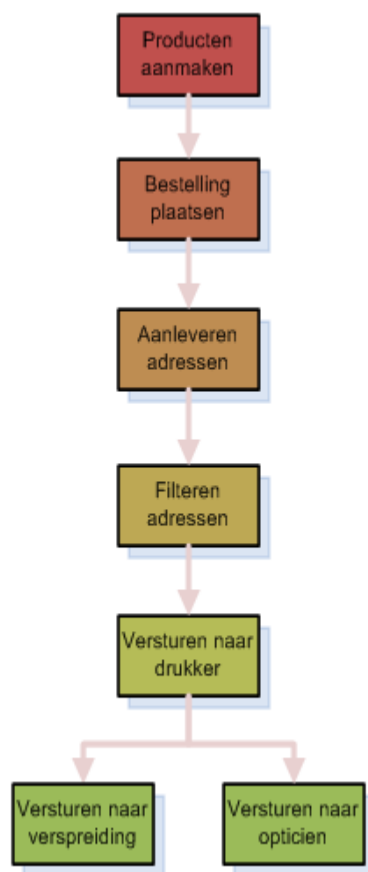 Producten
aanmaken
Bestelling
plaatsen
Aanleveren
adressen
Filteren
adressen
Versturen naar
drukker
Versturen naar
verspreiding
Versturen naar
opticien